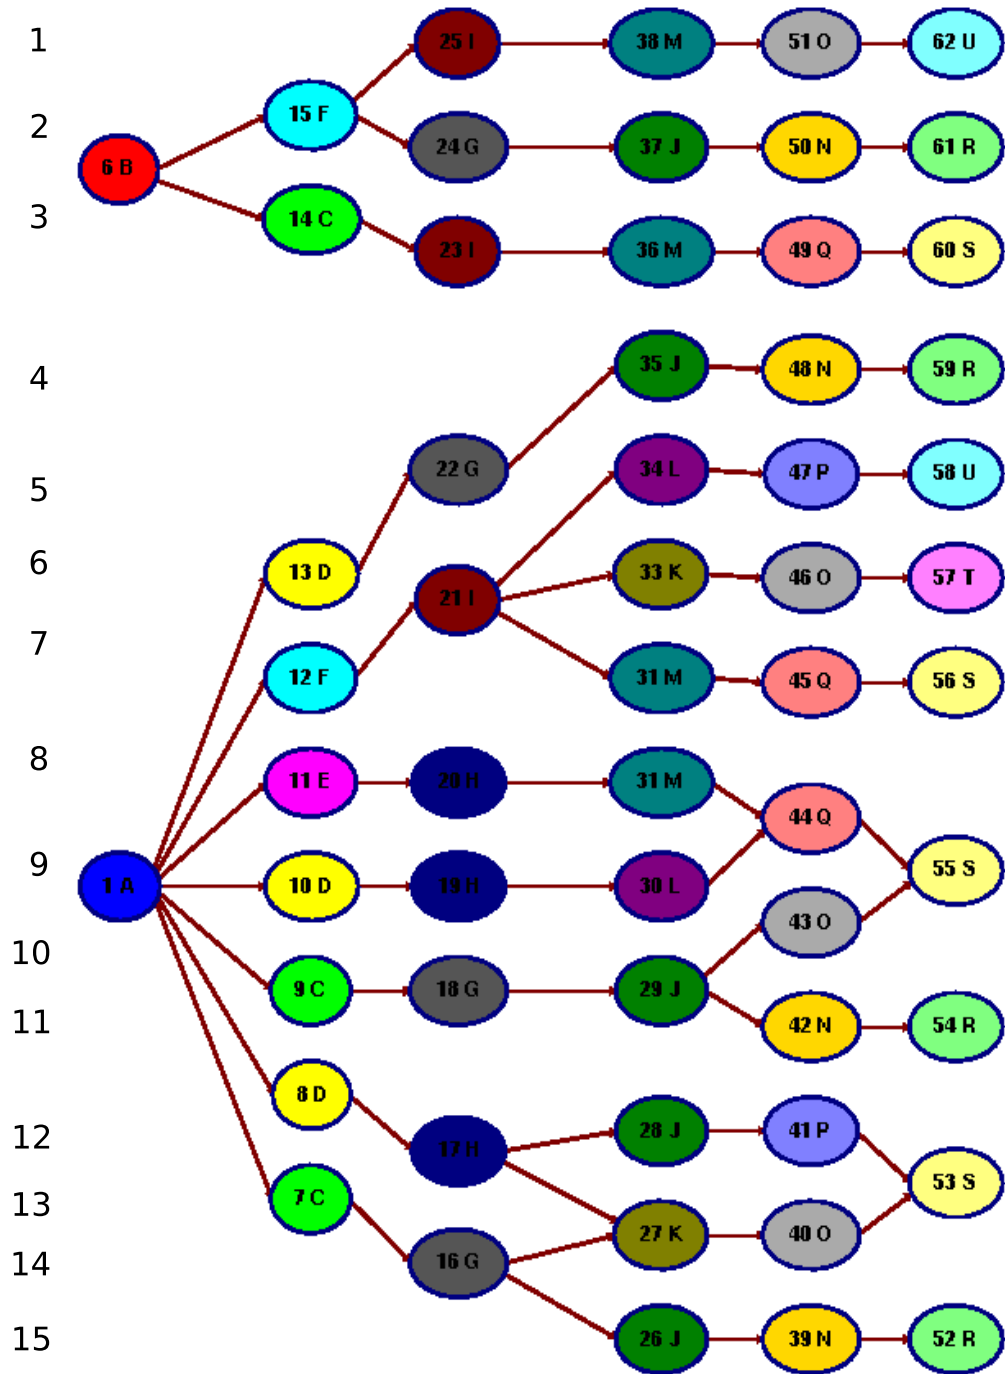 1
25 I 38 M 51 O 62 U
15 F
2
24 G 37 J 50 N 61 R
6 B
3
14 C
23 I 36 M 49 Q 60 S
4
35 J 48 N 59 R
5
22 G 34 L 47 P 58 U
6
13 D 33 K 46 O 57 T
21 I
7
12 F 31 M 45 Q 56 S
8
11 E 20 H 31 M
44 Q
9
1 A 10 D 19 H 30 L
55 S
43 O
10
9 C 18 G 29 J
11
42 N 54 R
8 D
12
28 J 41 P
17 H
53 S
13
7 C
27 K 40 O
14
16 G
15
26 J 39 N 52 R